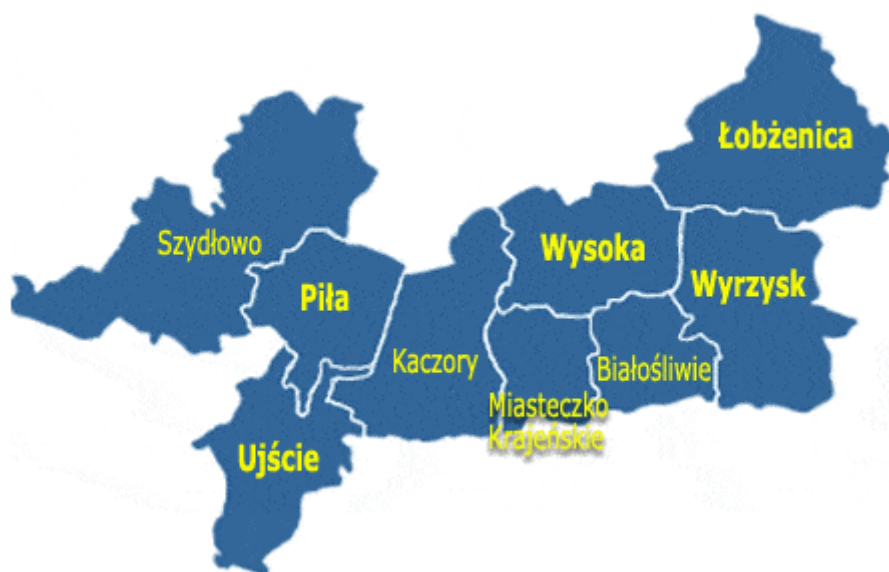 Łobżenica
Szydłowo
Wysoka
Piła
Wyrzysk
Kaczory
Białośliwie
Miasteczko
Krajeńskie
Ujście